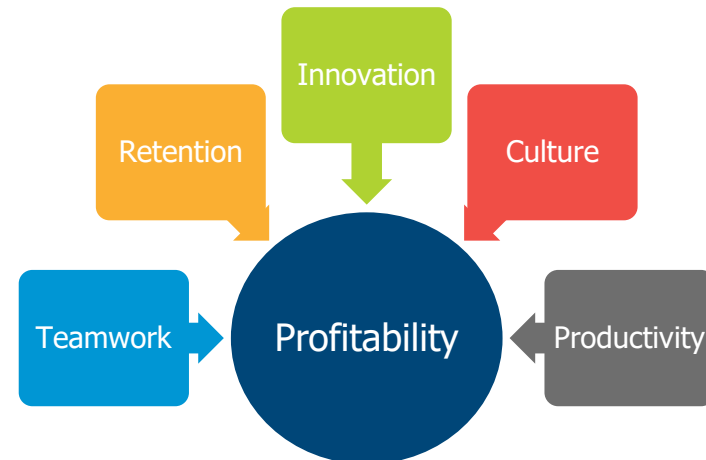 Innovation
Retention
Culture
Teamwork
Profitability
Productivity